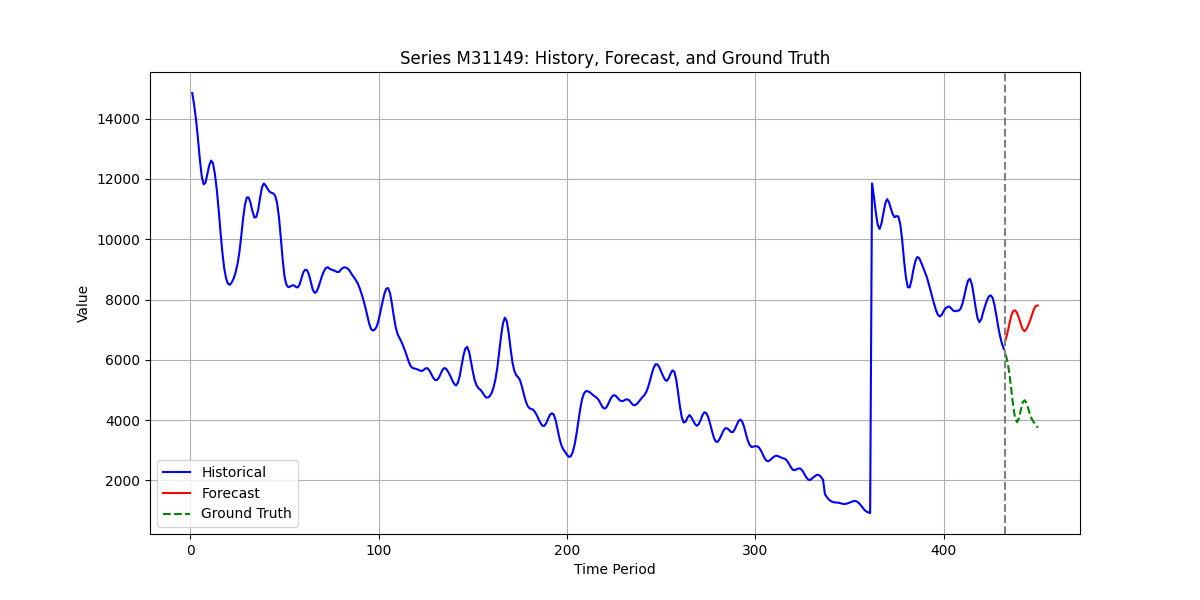 Series M31149: History, Forecast, and Ground Truth
Value
14000
12000
10000
8000
6000
4000
2000
Historical
Forecast
Ground Truth
0
100
200
300
400
Time Period